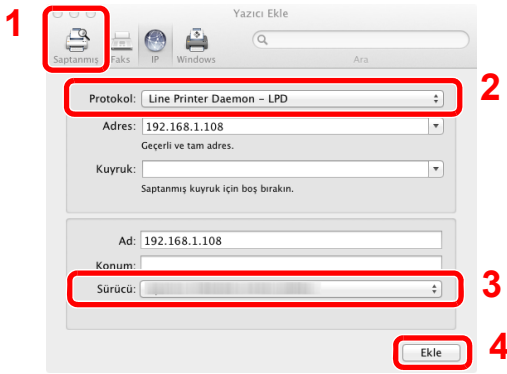 1
Yazıcı Ekle
Saptanmış Faks IP Windows Ara
Protokol: Line Printer Daemon – LPD
2
Adres: 192.168.1.108
Geçerli ve tam adres.
Kuyruk:
Saptanmış kuyruk için boş bırakın.
Ad: 192.168.1.108
Konum:
Sürücü:
3
Ekle
4